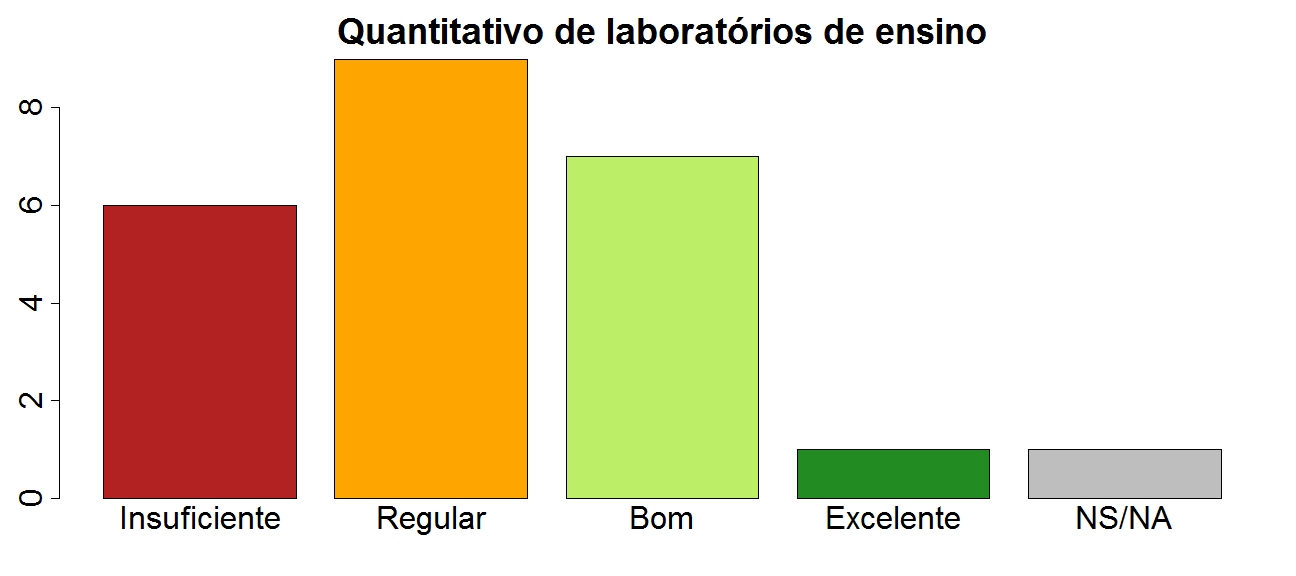 Quantitativo de laboratórios de ensino
8
6
4
2
0
Insuficiente Regular Bom Excelente NS/NA